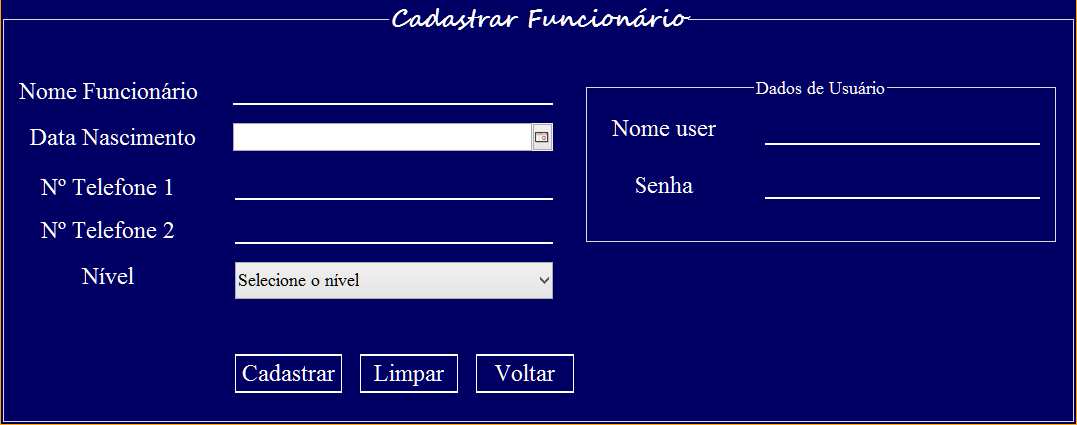 Cadastrar Funcionário
Nome Funcionário
Data Nascimento
Nº Telefone 1
Nº Telefone 2
Nível
Selecione o nível
Dados de Usuário
Nome user
Senha
Cadastrar
Limpar
Voltar